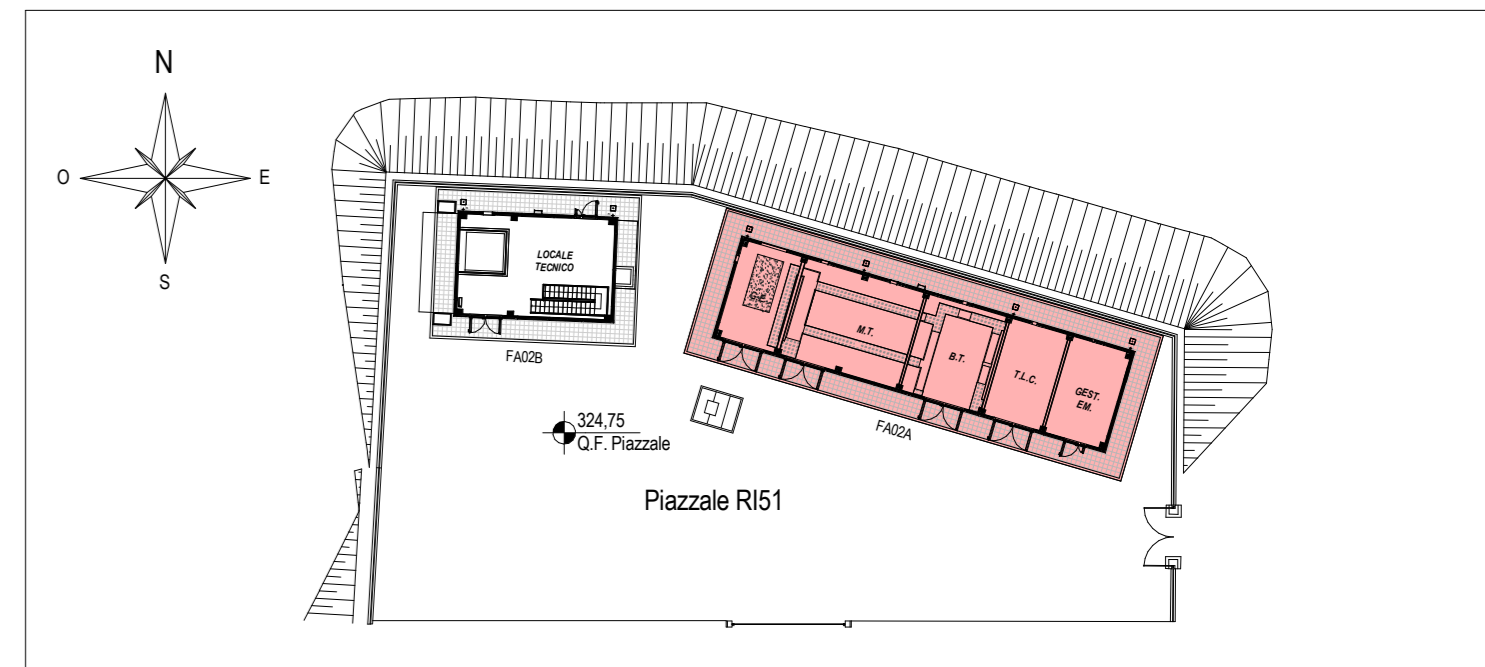 N
O
E
S
LOCALE
TECNICO
FA02B
M.T.
B.T.
T.L.C.
GEST.
EM.
FA02A
324,75
Q.F. Piazzale
Piazzale RI51